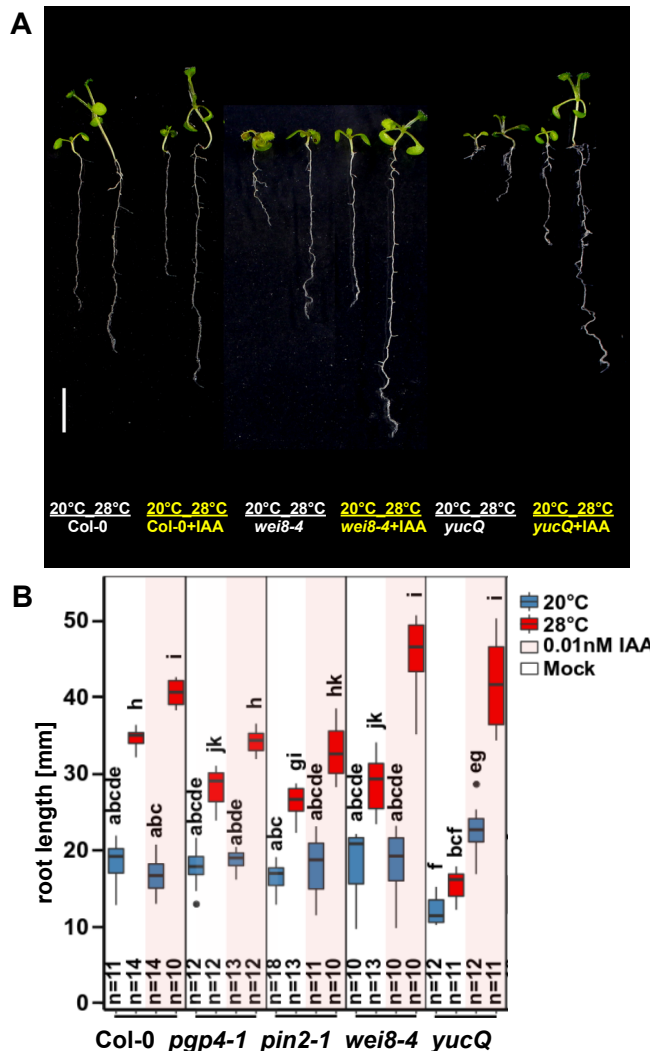 A
20°C_28°C 20°C_28°C 20°C_28°C 20°C_28°C 20°C_28°C 20°C_28°C
Col-0 Col-0+IAA wei8-4 wei8-4+IAA yucQ yucQ+IAA
B
20°C
28°C
0.01nM IAA
Mock
root length [mm]
50
40
30
20
10
0
abcde h abc i abcde jk abde h abc gi abcde hk abcde jk abcde i f bcf eg i
n=11 n=14 n=14 n=10 n=12 n=12 n=13 n=12 n=18 n=13 n=11 n=10 n=10 n=13 n=10 n=10 n=12 n=11 n=12 n=11
Col-0 pgp4-1 pin2-1 wei8-4 yucQ